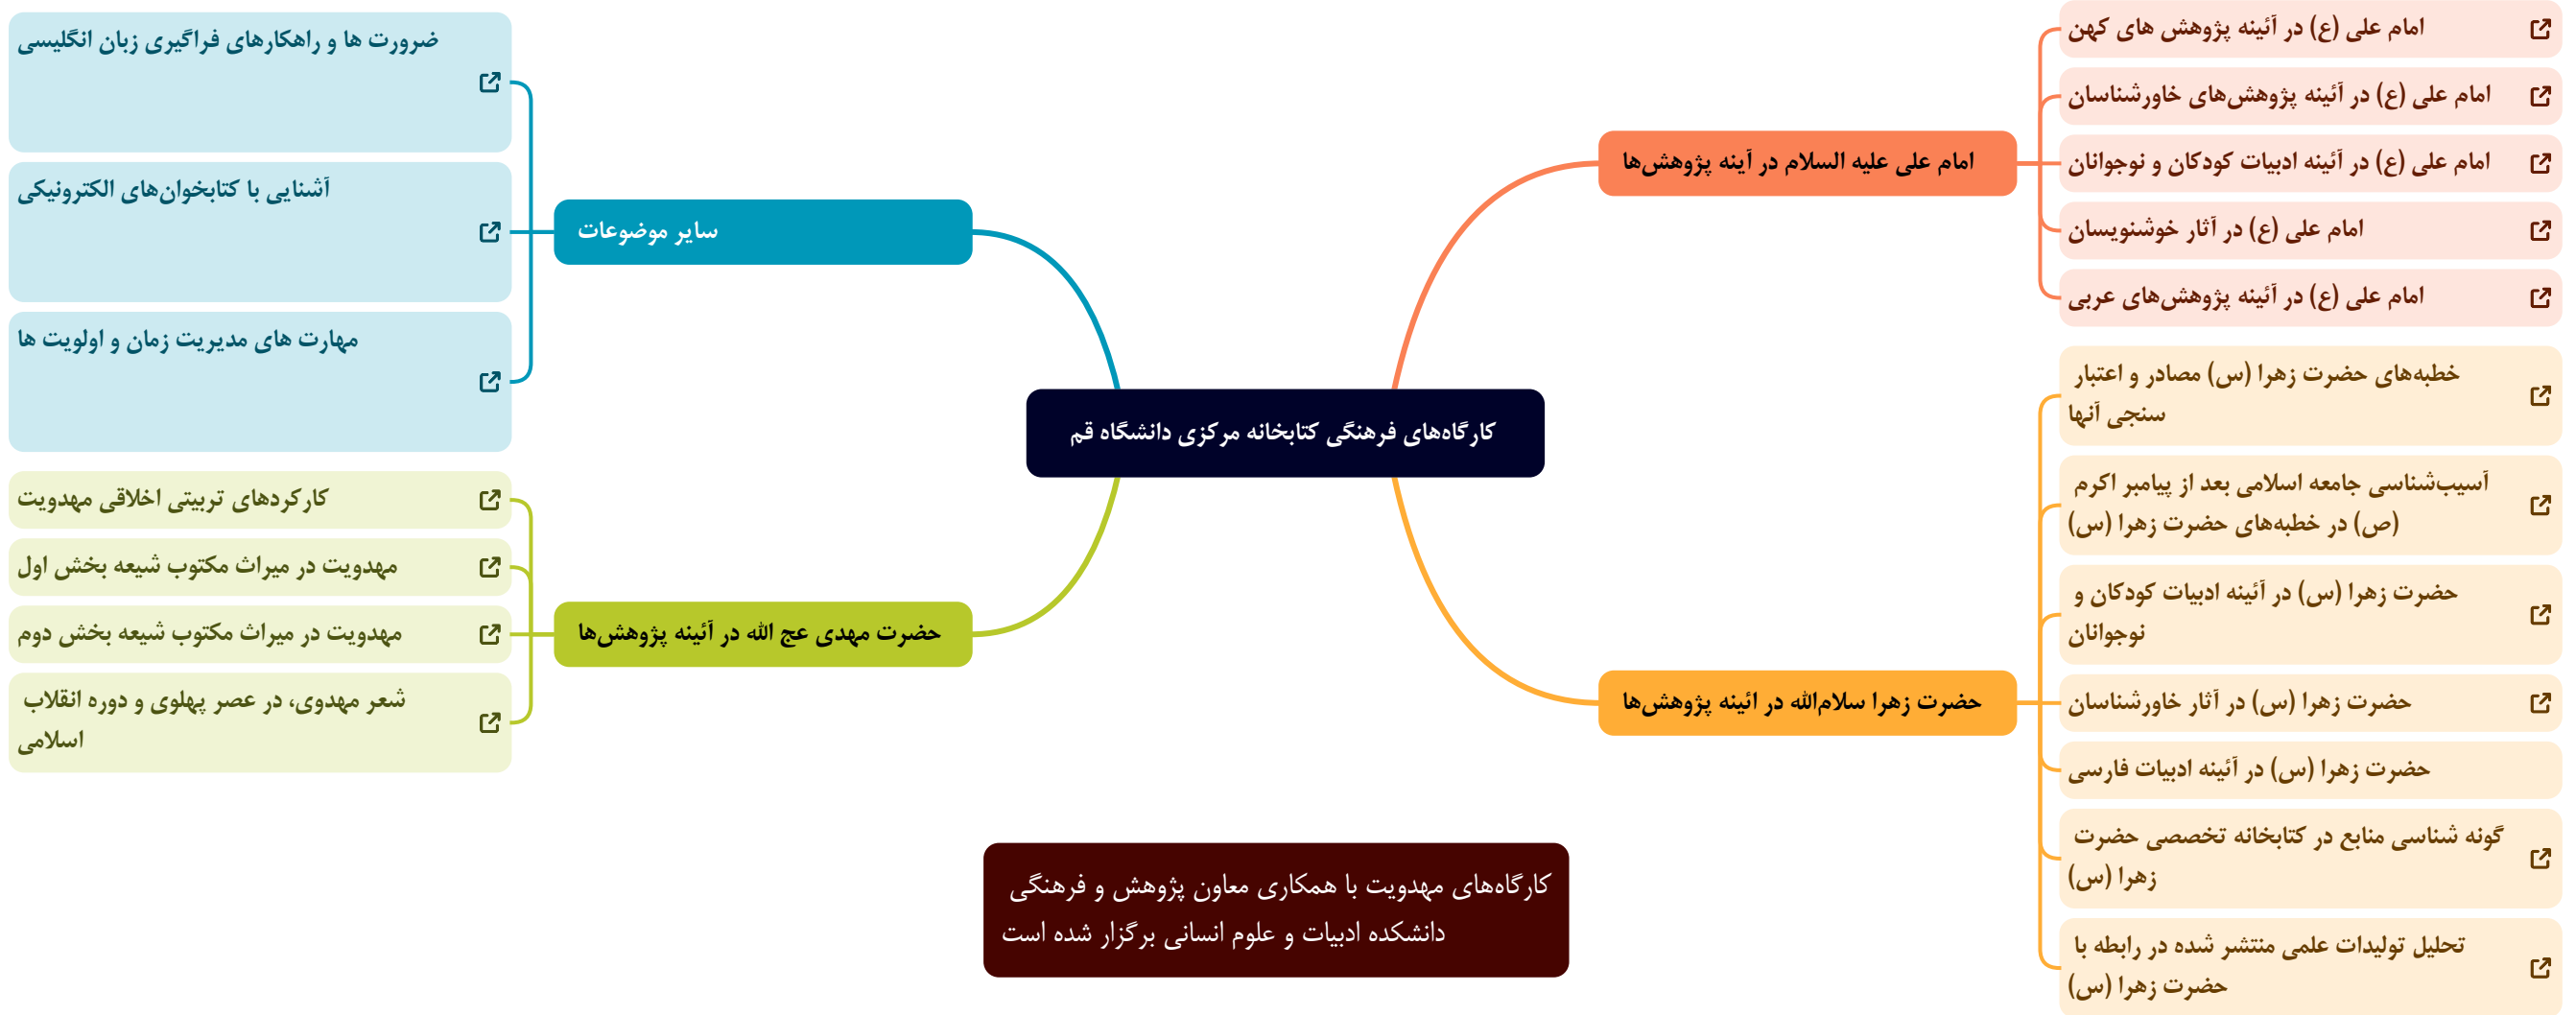 کارگاه‌های فرهنگی کتابخانه مرکزی دانشگاه قم
امام علی علیه السلام در آینه پژوهش‌ها
امام علی (ع) در آئینه پژوهش های کهن
امام علی (ع) در آئینه پژوهش‌های خاورشناسان
امام علی (ع) در آئینه ادبیات کودکان و نوجوانان
امام علی (ع) در آثار خوشنویسان
امام علی (ع) در آئینه پژوهش‌های عربی
حضرت زهرا سلام‌الله در ائینه پژوهش‌ها
خطبه‌های حضرت زهرا (س) مصادر و اعتبار
سنجی آنها
آسیب‌شناسی جامعه اسلامی بعد از پیامبر اکرم
(ص) در خطبه‌های حضرت زهرا (س)
حضرت زهرا (س) در آئینه ادبیات کودکان و
نوجوانان
حضرت زهرا (س) در آثار خاورشناسان
حضرت زهرا (س) در آئینه ادبیات فارسی
گونه شناسی منابع در کتابخانه تخصصی حضرت
زهرا (س)
تحلیل تولیدات علمی منتشر شده در رابطه با
حضرت زهرا (س)
سایر موضوعات
ضرورت ها و راهکارهای فراگیری زبان انگلیسی
آشنایی با کتابخوان‌های الکترونیکی
مهارت های مدیریت زمان و اولویت ها
حضرت مهدی عج الله در آئینه پژوهش‌ها
کارکردهای تربیتی اخلاقی مهدویت
مهدویت در میراث مکتوب شیعه بخش اول
مهدویت در میراث مکتوب شیعه بخش دوم
شعر مهدوی، در عصر پهلوی و دوره انقلاب
اسلامی
کارگاه‌های مهدویت با همکاری معاون پژوهش و فرهنگی
دانشکده ادبیات و علوم انسانی برگزار شده است